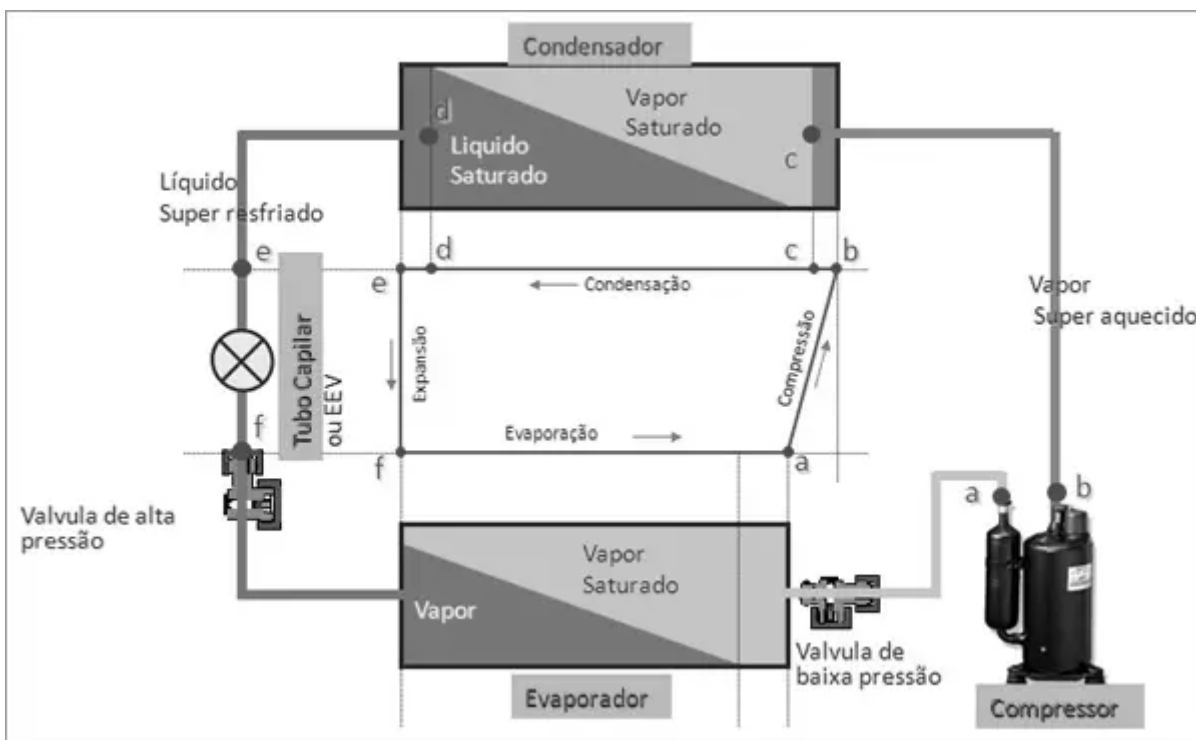 Condensador
Vapor
Saturado
d
Liquido
Saturado
c
Líquido
Super resfriado
e
d
c
b
e
Condensação
Vapor
Super aquecido
Tubo Capilar
ou EEV
Expansão
Compressão
f
Evaporação
f
a
a
b
Valvula de alta
pressão
Vapor
Saturado
Vapor
Valvula de
baixa pressão
Evaporador
Compressor